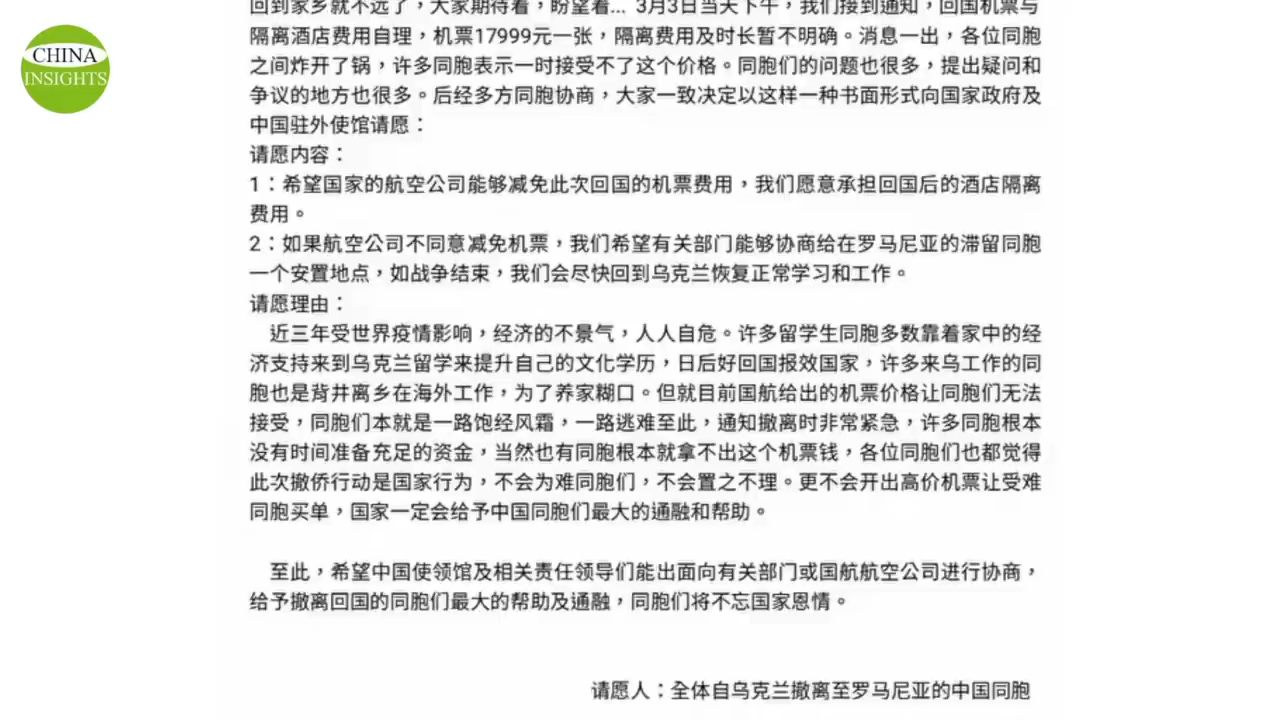 CHINA
INSIGHTS
回到家乡就不远了，大家期待着，盼望着... 3月3日当天下午，我们接到通知，回国机票与
隔离酒店费用自理，机票17999元一张，隔离费用及时长暂不明确。消息一出，各位同胞
之间炸开了锅，许多同胞表示一时接受不了这个价格。同胞们的问题也很多，提出疑问和
争议的地方也很多。后经多方同胞协商，大家一致决定以这样一种书面形式向国家政府及
中国驻外使馆请愿：
请愿内容：
1：希望国家的航空公司能够减免此次回国的机票费用，我们愿意承担回国后的酒店隔离
费用。
2：如果航空公司不同意减免机票，我们希望有关部门能够协商给在罗马尼亚的滞留同胞
一个安置地点，如战争结束，我们会尽快回到乌克兰恢复正常学习和工作。
请愿理由：
近三年受世界疫情影响，经济的不景气，人人自危。许多留学生同胞多数靠着家中的经
济支持来到乌克兰留学来提升自己的文化学历，日后好回国报效国家，许多来乌工作的同
胞也是背井离乡在海外工作，为了养家糊口。但就目前国航给出的机票价格让同胞们无法
接受，同胞们本就是一路饱经风霜，一路逃难至此，通知撤离时非常紧急，许多同胞根本
没有时间准备充足的资金，当然也有同胞根本就拿不出这个机票钱，各位同胞们也都觉得
此次撤侨行动是国家行为，不会为难同胞们，不会置之不理。更不会开出高价机票让受难
同胞买单，国家一定会给予中国同胞们最大的通融和帮助。
至此，希望中国使领馆及相关责任领导们能出面向有关部门或国航航空公司进行协商，
给予撤离回国的同胞们最大的帮助及通融，同胞们将不忘国家恩情。
请愿人：全体自乌克兰撤离至罗马尼亚的中国同胞